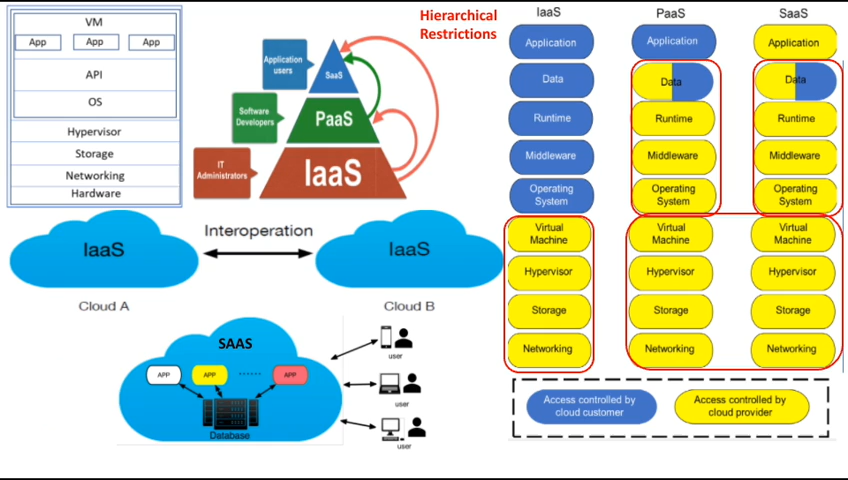 VM
App
App
App
API
OS
Hypervisor
Storage
Networking
Hardware
Application
users
Software
Developers
IT
Administrators
SaaS
PaaS
IaaS
Hierarchical
Restrictions
IaaS
Interoperation
IaaS
Cloud A
Cloud B
SAAS
APP
APP
......
APP
Database
user
user
user
IaaS
PaaS
SaaS
Application
Application
Application
Data
Data
Data
Runtime
Runtime
Runtime
Middleware
Middleware
Middleware
Operating
System
Operating
System
Operating
System
Virtual
Machine
Virtual
Machine
Virtual
Machine
Hypervisor
Hypervisor
Hypervisor
Storage
Storage
Storage
Networking
Networking
Networking
Access controlled by
cloud customer
Access controlled by
cloud provider